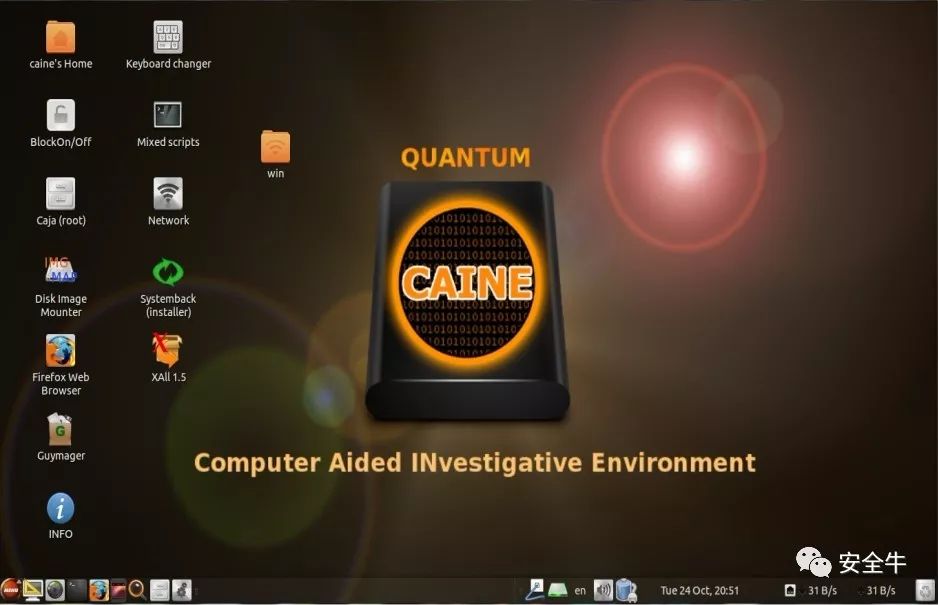 caine's Home
Keyboard changer
BlockOn/Off
Mixed scripts
win
Caja (root)
Network
IMG
MAP
Disk Image
Mounter
Systemback
(installer)
Firefox Web
Browser
XAll 1.5
G
Guymager
i
INFO
QUANTUM
CAINE
Computer Aided INvestigative Environment
安全牛
MENU
en
Tue 24 Oct, 20:51
31 B/s
31 B/s